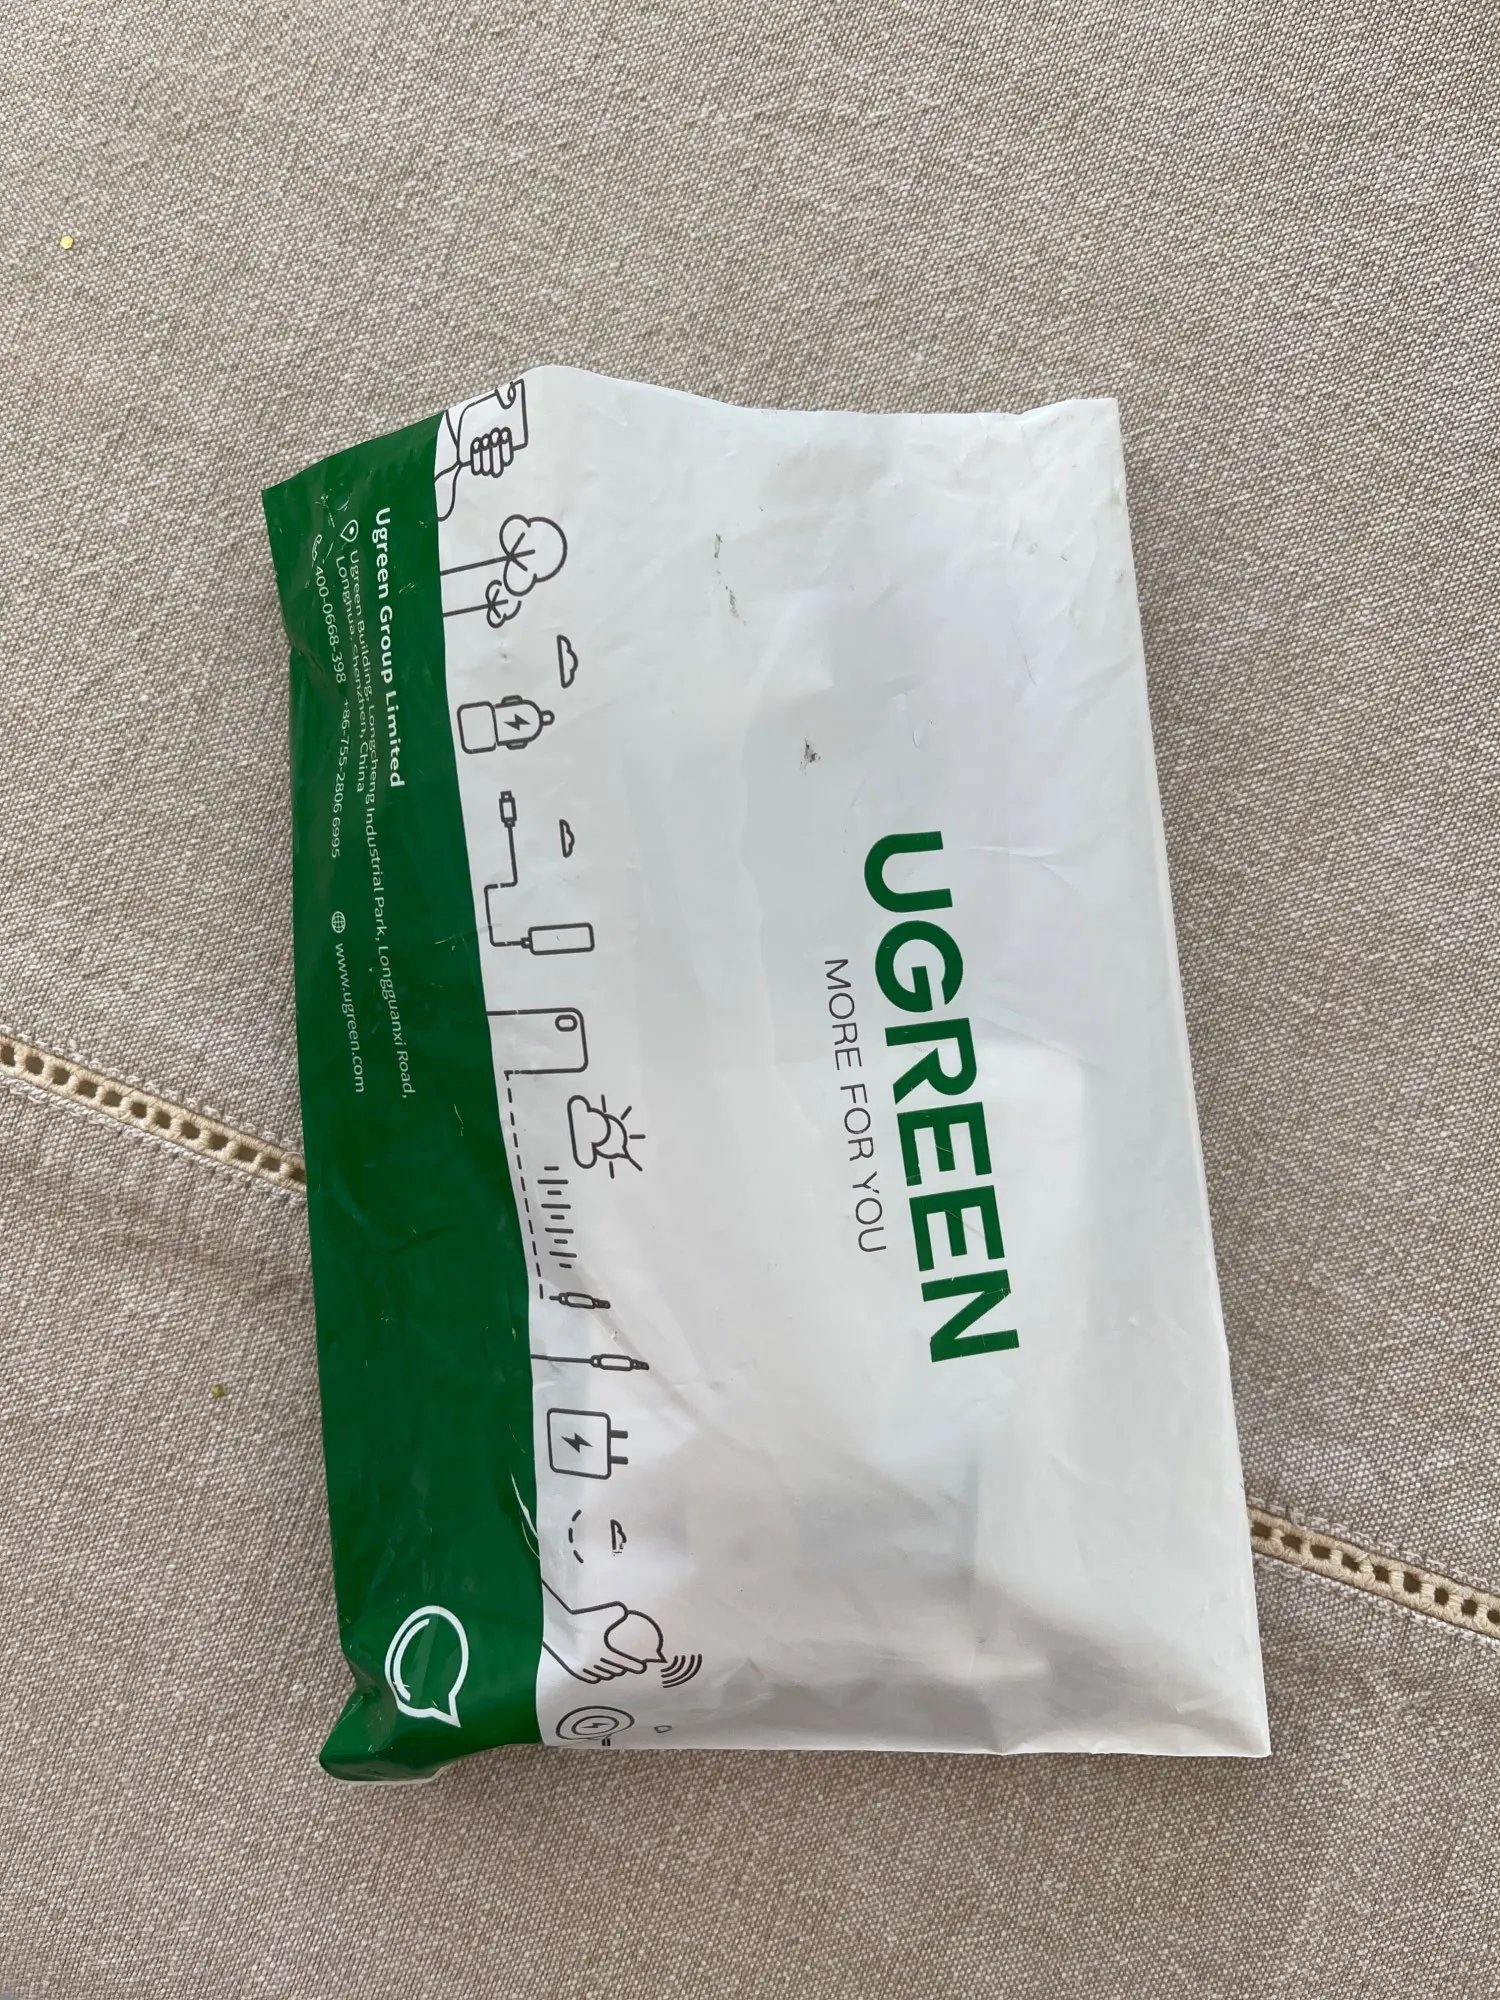 UGREEN
MORE FOR YOU
Ugreen Group Limited
Ugreen Building, Longcheng Industrial Park, Longguanxi Road,
Longhua, Shenzhen, China
400-0668-398 +86-755-2806 6995 www.ugreen.com